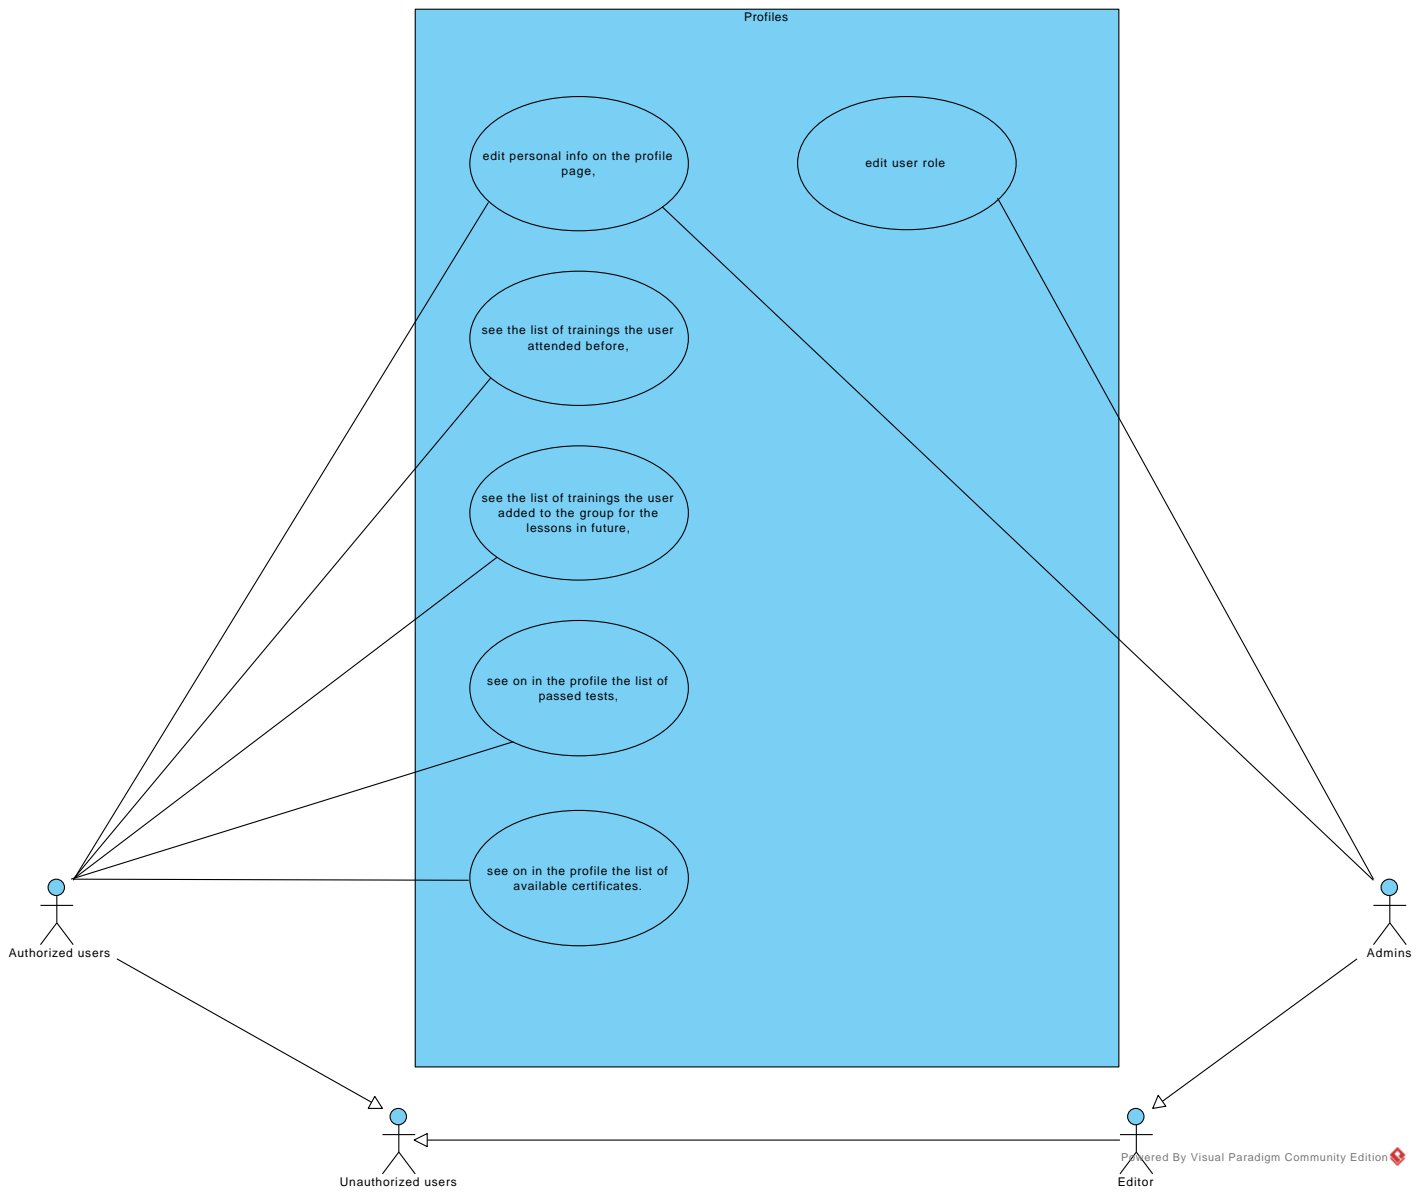 Profiles
edit personal info on the profile
page,
edit user role
see the list of trainings the user
attended before,
see the list of trainings the user
added to the group for the
lessons in future,
see on in the profile the list of
passed tests,
see on in the profile the list of
available certificates.
Authorized users
Admins
Powered By Visual Paradigm Community Edition
Unauthorized users
Editor